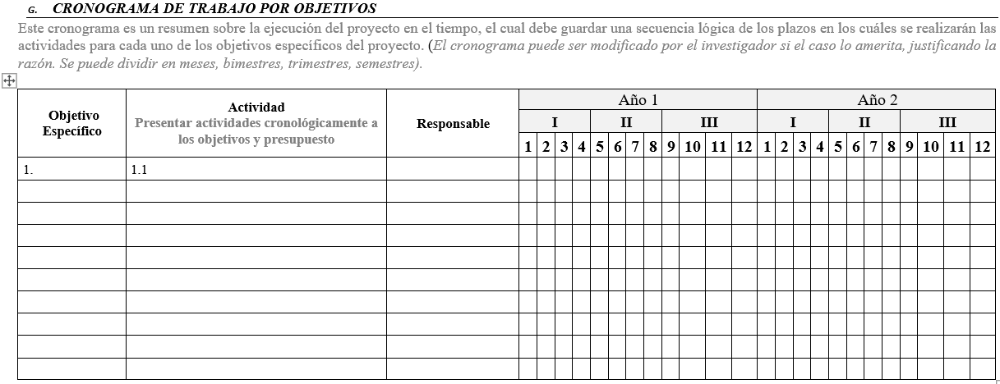 G. CRONOGRAMA DE TRABAJO POR OBJETIVOS
Este cronograma es un resumen sobre la ejecución del proyecto en el tiempo, el cual debe guardar una secuencia lógica de los plazos en los cuáles se realizarán las
actividades para cada uno de los objetivos específicos del proyecto. (El cronograma puede ser modificado por el investigador si el caso lo amerita, justificando la
razón. Se puede dividir en meses, bimestres, trimestres, semestres).
Objetivo
Específico
Actividad
Presentar actividades cronológicamente a
los objetivos y presupuesto
Responsable
Año 1 Año 2
I II III I II III
1 2 3 4 5 6 7 8 9 10 11 12 1 2 3 4 5 6 7 8 9 10 11 12
1. 1.1